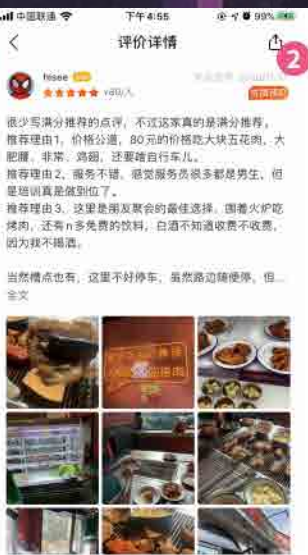 中国联通
下午4:55
99%
评价详情
2
hisee
¥80/人
很少写满分推荐的点评，不过这家真的是满分推荐，
推荐理由1，价格公道，80元的价格吃大块五花肉，大
肥腰，非常，鸡翅，还要啥自行车儿。
推荐理由2，服务不错，感觉服务员很多都是男生，但
是培训真是做到位了。
推荐理由3，这里是朋友聚会的最佳选择，围着火炉吃
烤肉，还有n多免费的饮料，白酒不知道收费不收费，
因为我不喝酒。
当然槽点也有，这里不好停车，虽然路边随便停，但...
全文